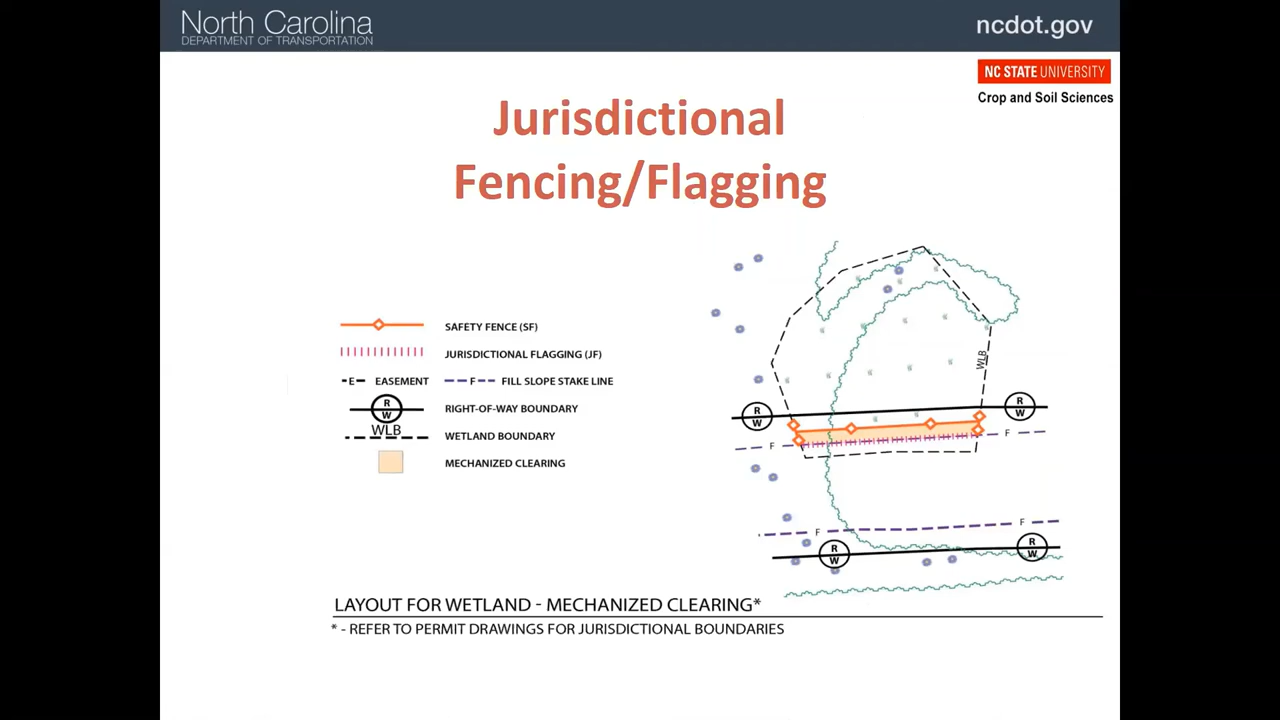 North Carolina
DEPARTMENT OF TRANSPORTATION
ncdot.gov
NC STATE UNIVERSITY
Crop and Soil Sciences
Jurisdictional
Fencing/Flagging
SAFETY FENCE (SF)
JURISDICTIONAL FLAGGING (JF)
E EASEMENT
F FILL SLOPE STAKE LINE
R
W
RIGHT-OF-WAY BOUNDARY
WLB
WETLAND BOUNDARY
MECHANIZED CLEARING
WLB
R
W
R
W
F
F
F
F
R
W
R
W
LAYOUT FOR WETLAND - MECHANIZED CLEARING*
* - REFER TO PERMIT DRAWINGS FOR JURISDICTIONAL BOUNDARIES